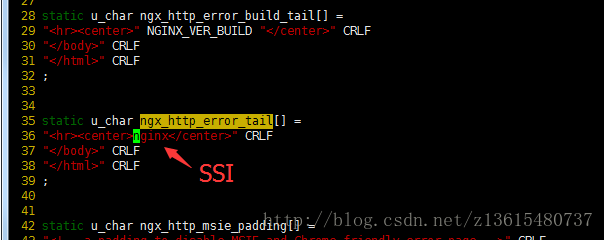 27
28 static u_char ngx_http_error_build_tail[] =
29 "<hr><center>" NGINX_VER_BUILD "</center>" CRLF
30 "</body>" CRLF
31 "</html>" CRLF
32 ;
33
34
35 static u_char ngx_http_error_tail[] =
36 "<hr><center>nginx</center>" CRLF
37 "</body>" CRLF
38 "</html>" CRLF
39 ;
SSI
40
41
42 static u_char ngx_http_msie_padding[] =
http://blog.csdn.net/z13615480737